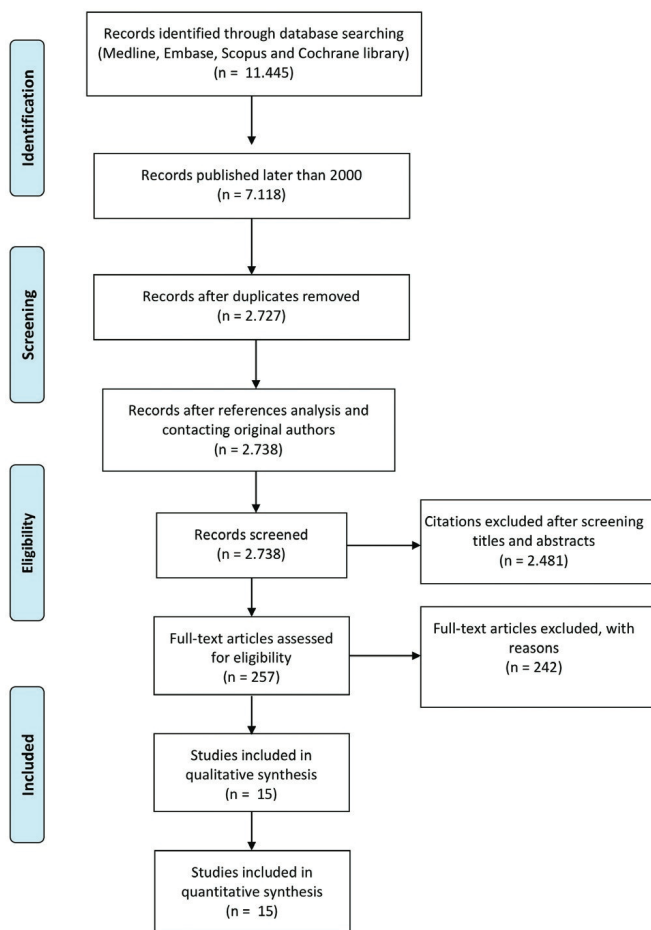 Identification
Records identified through database searching
(Medline, Embase, Scopus and Cochrane library)
(n = 11.445)
Records published later than 2000
(n = 7.118)
Screening
Records after duplicates removed
(n = 2.727)
Records after references analysis and
contacting original authors
(n = 2.738)
Eligibility
Records screened
(n = 2.738)
Citations excluded after screening
titles and abstracts
(n = 2.481)
Full-text articles assessed
for eligibility
(n = 257)
Full-text articles excluded, with
reasons
(n = 242)
Included
Studies included in
qualitative synthesis
(n = 15)
Studies included in
quantitative synthesis
(n = 15)